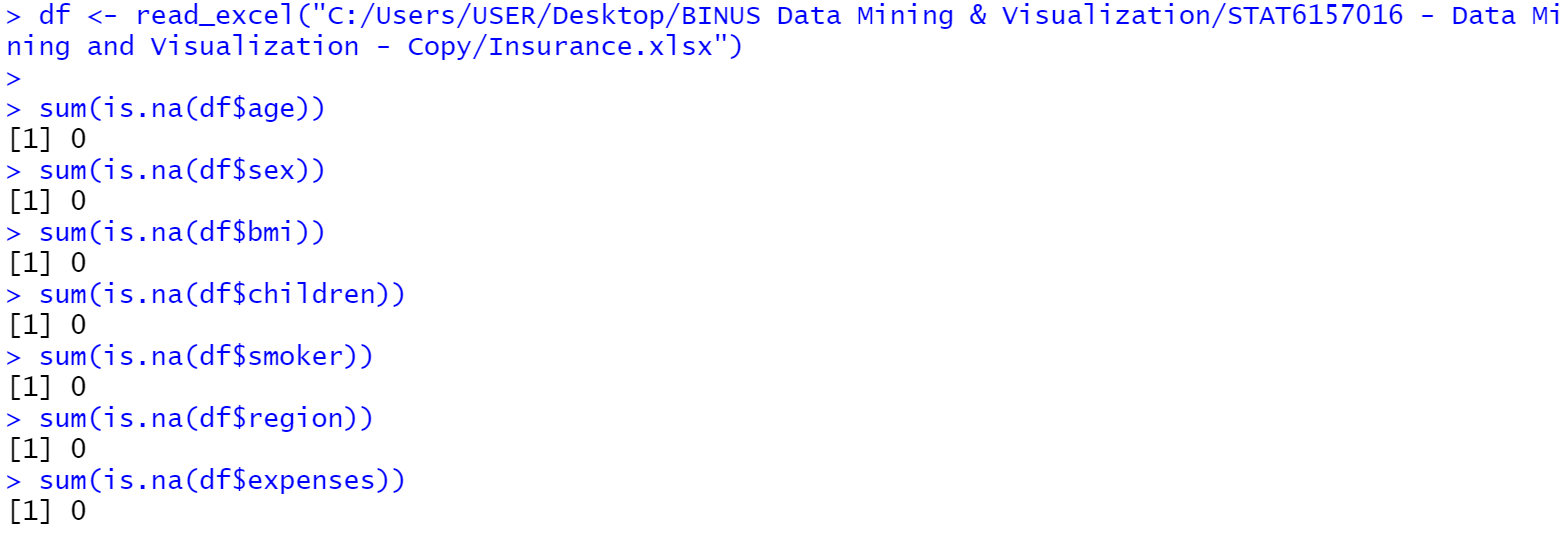 > df <- read_excel("C:/Users/USER/Desktop/BINUS Data Mining & Visualization/STAT6157016 - Data Mi
ning and Visualization - Copy/Insurance.xlsx")
>
> sum(is.na(df$age))
[1] 0
> sum(is.na(df$sex))
[1] 0
> sum(is.na(df$bmi))
[1] 0
> sum(is.na(df$children))
[1] 0
> sum(is.na(df$smoker))
[1] 0
> sum(is.na(df$region))
[1] 0
> sum(is.na(df$expenses))
[1] 0